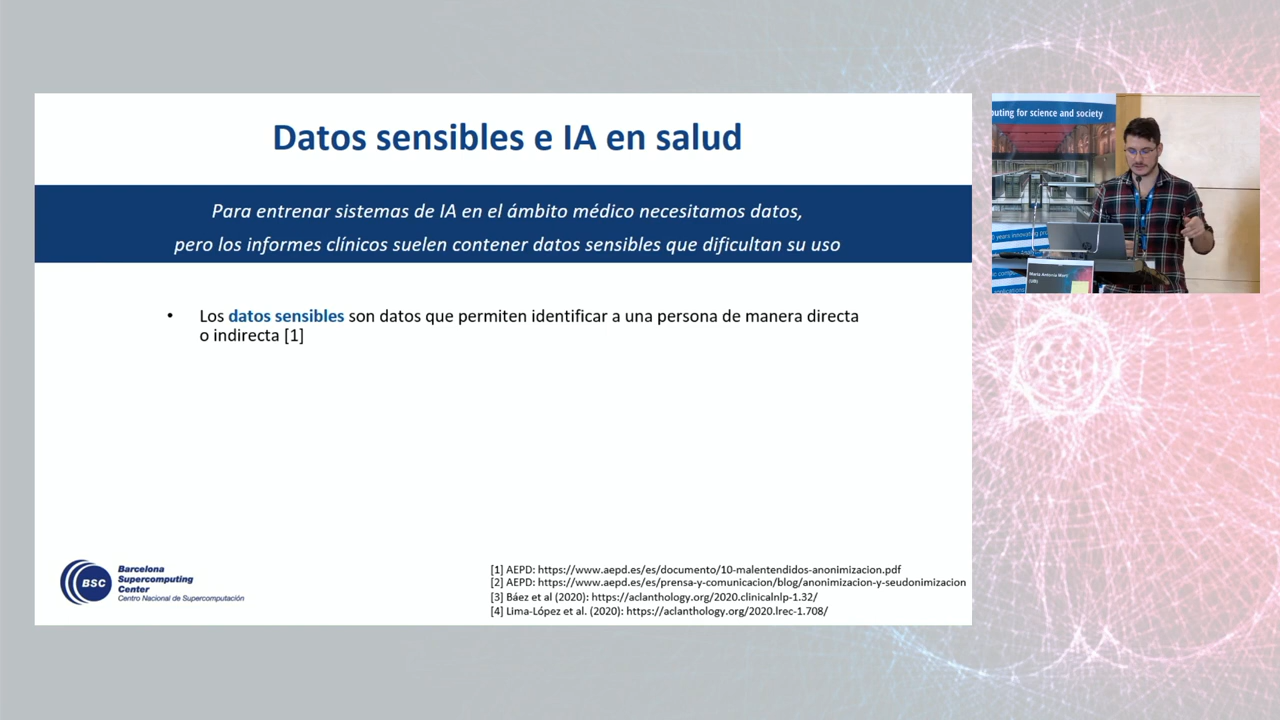 Datos sensibles e IA en salud
Para entrenar sistemas de IA en el ámbito médico necesitamos datos,
pero los informes clínicos suelen contener datos sensibles que dificultan su uso
• Los datos sensibles son datos que permiten identificar a una persona de manera directa
o indirecta [1]
BSC
Barcelona
Supercomputing
Center
Centro Nacional de Supercomputación
[1] AEPD: https://www.aepd.es/es/documento/10-malentendidos-anonimizacion.pdf
[2] AEPD: https://www.aepd.es/es/prensa-y-comunicacion/blog/anonimizacion-y-seudonimizacion
[3] Báez et al (2020): https://aclanthology.org/2020.clinicalnlp-1.32/
[4] Lima-López et al. (2020): https://aclanthology.org/2020.lrec-1.708/
puting for science and society
years innovating
(UB)